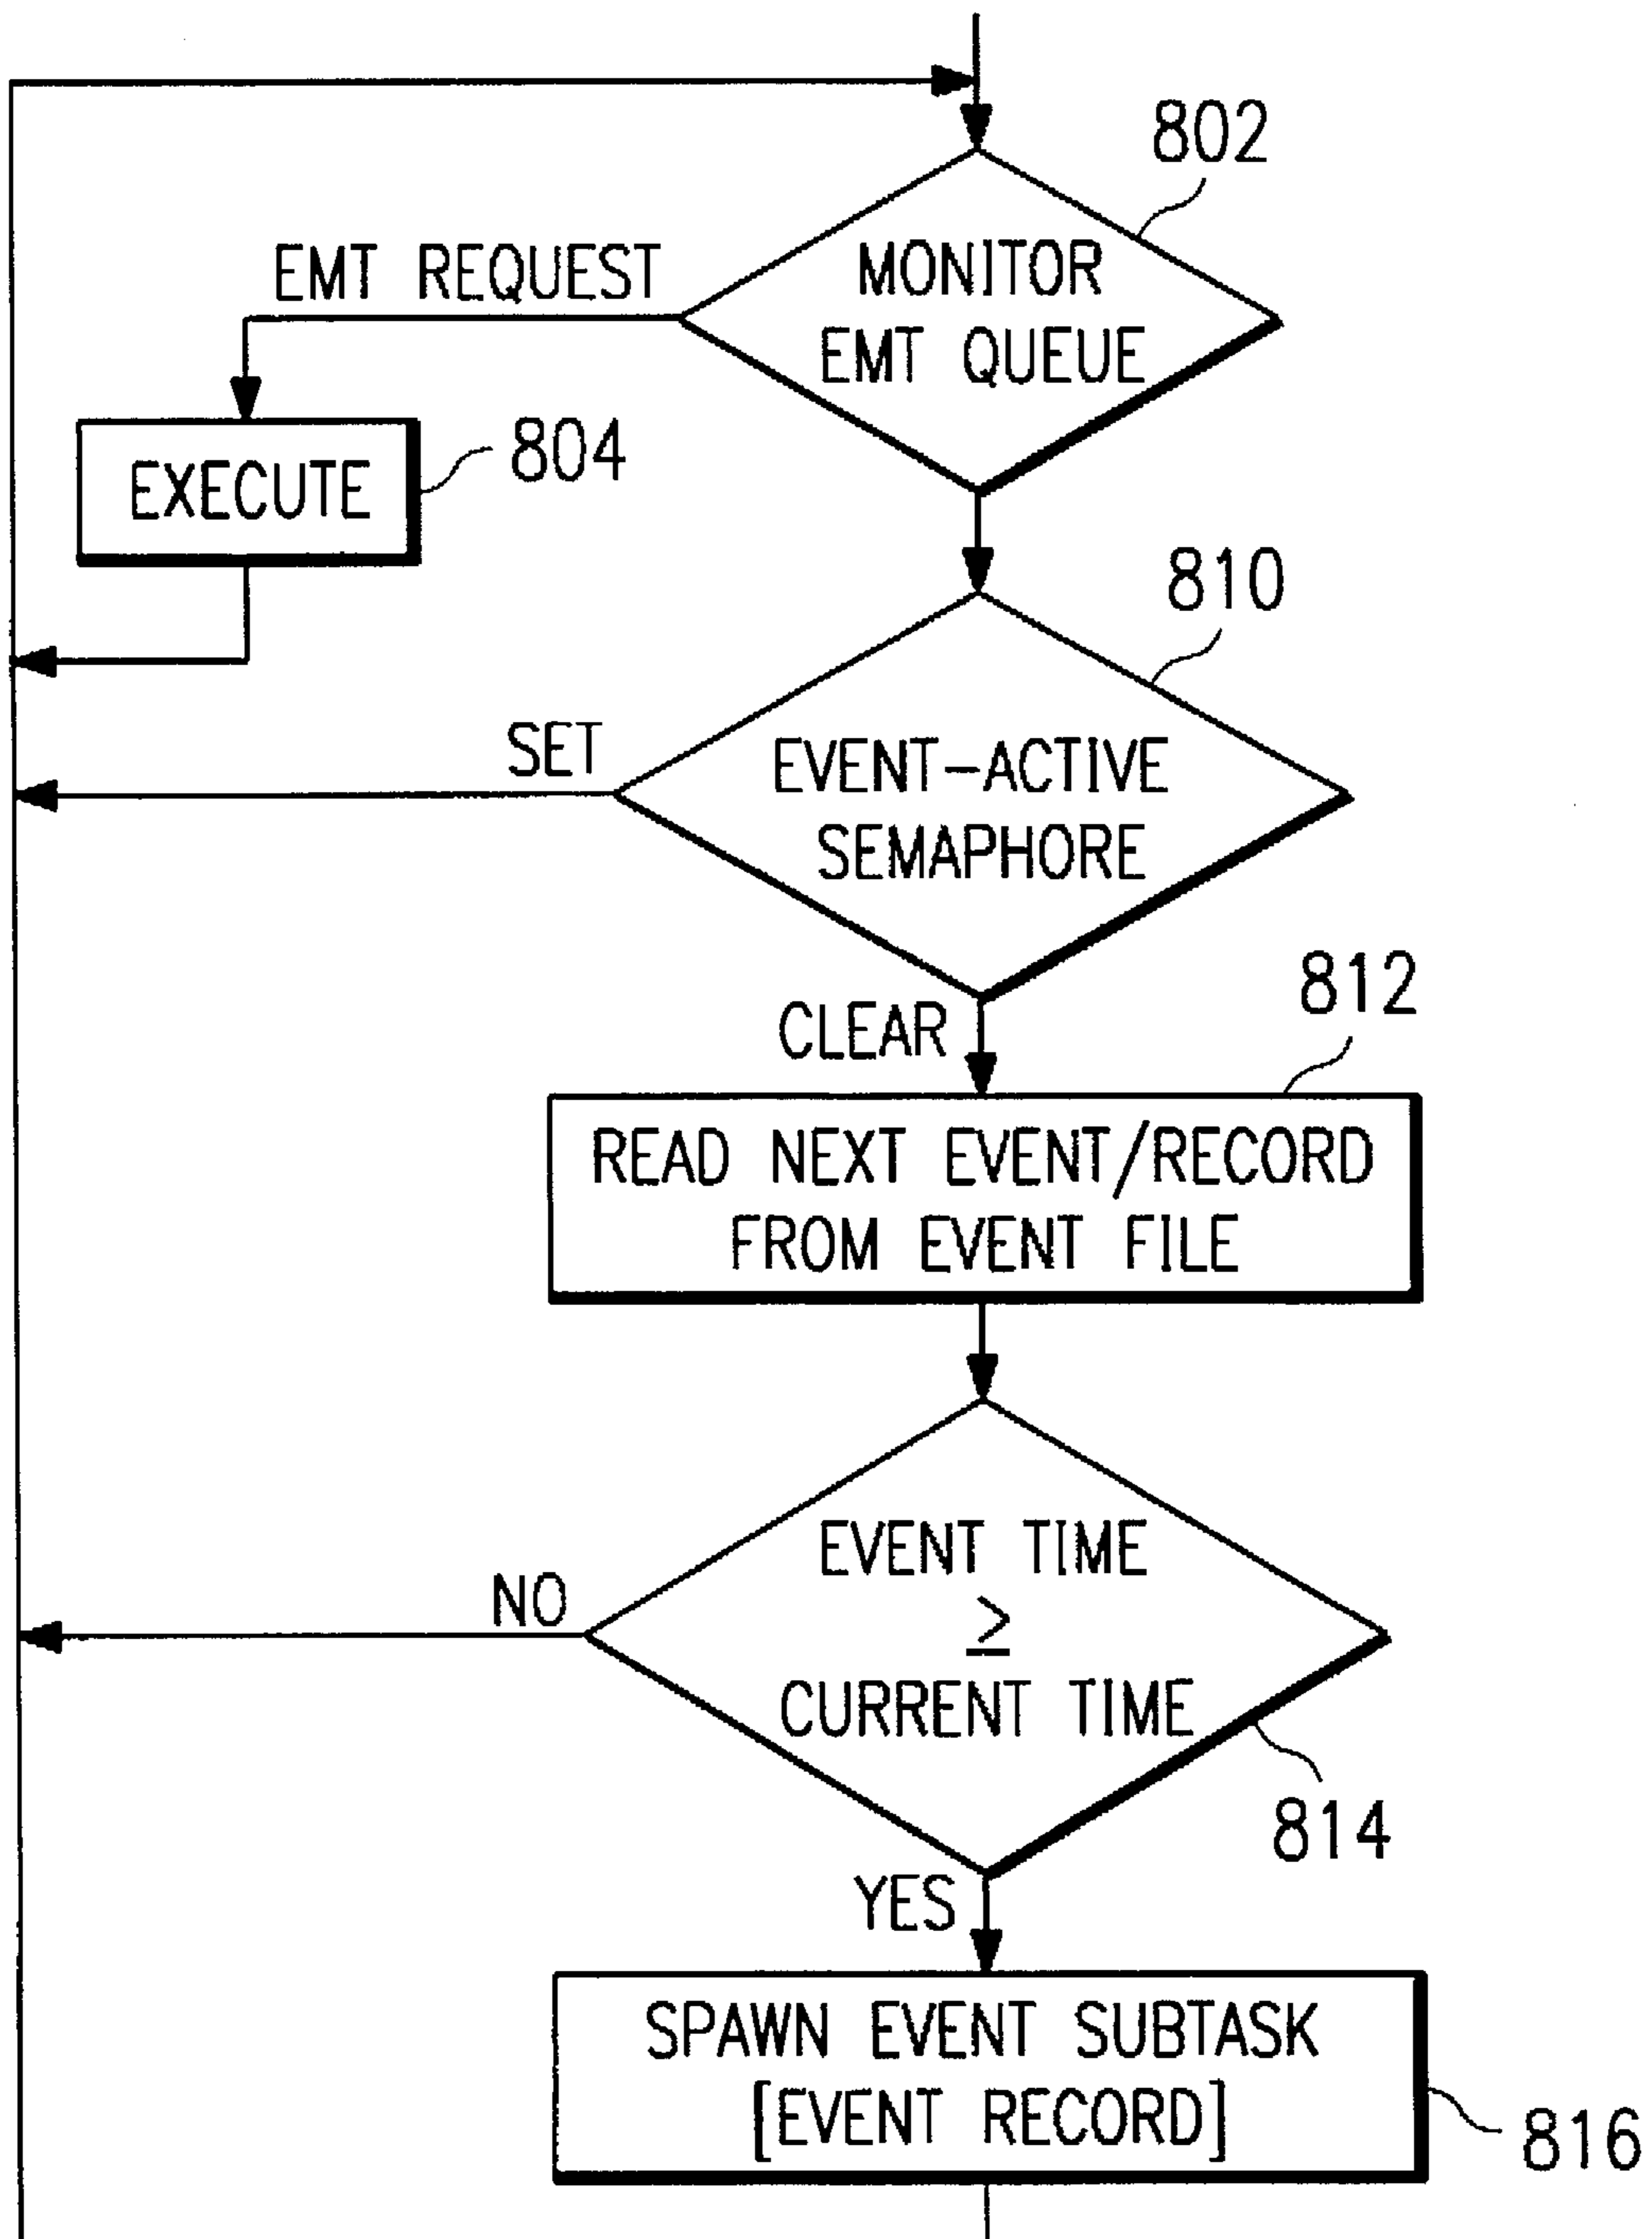 802
EMT REQUEST
MONITOR
EMT QUEUE
804
EXECUTE
810
SET
EVENT-ACTIVE
SEMAPHORE
812
CLEAR
READ NEXT EVENT/RECORD
FROM EVENT FILE
EVENT TIME
≥
CURRENT TIME
NO
814
YES
SPAWN EVENT SUBTASK
[EVENT RECORD]
816